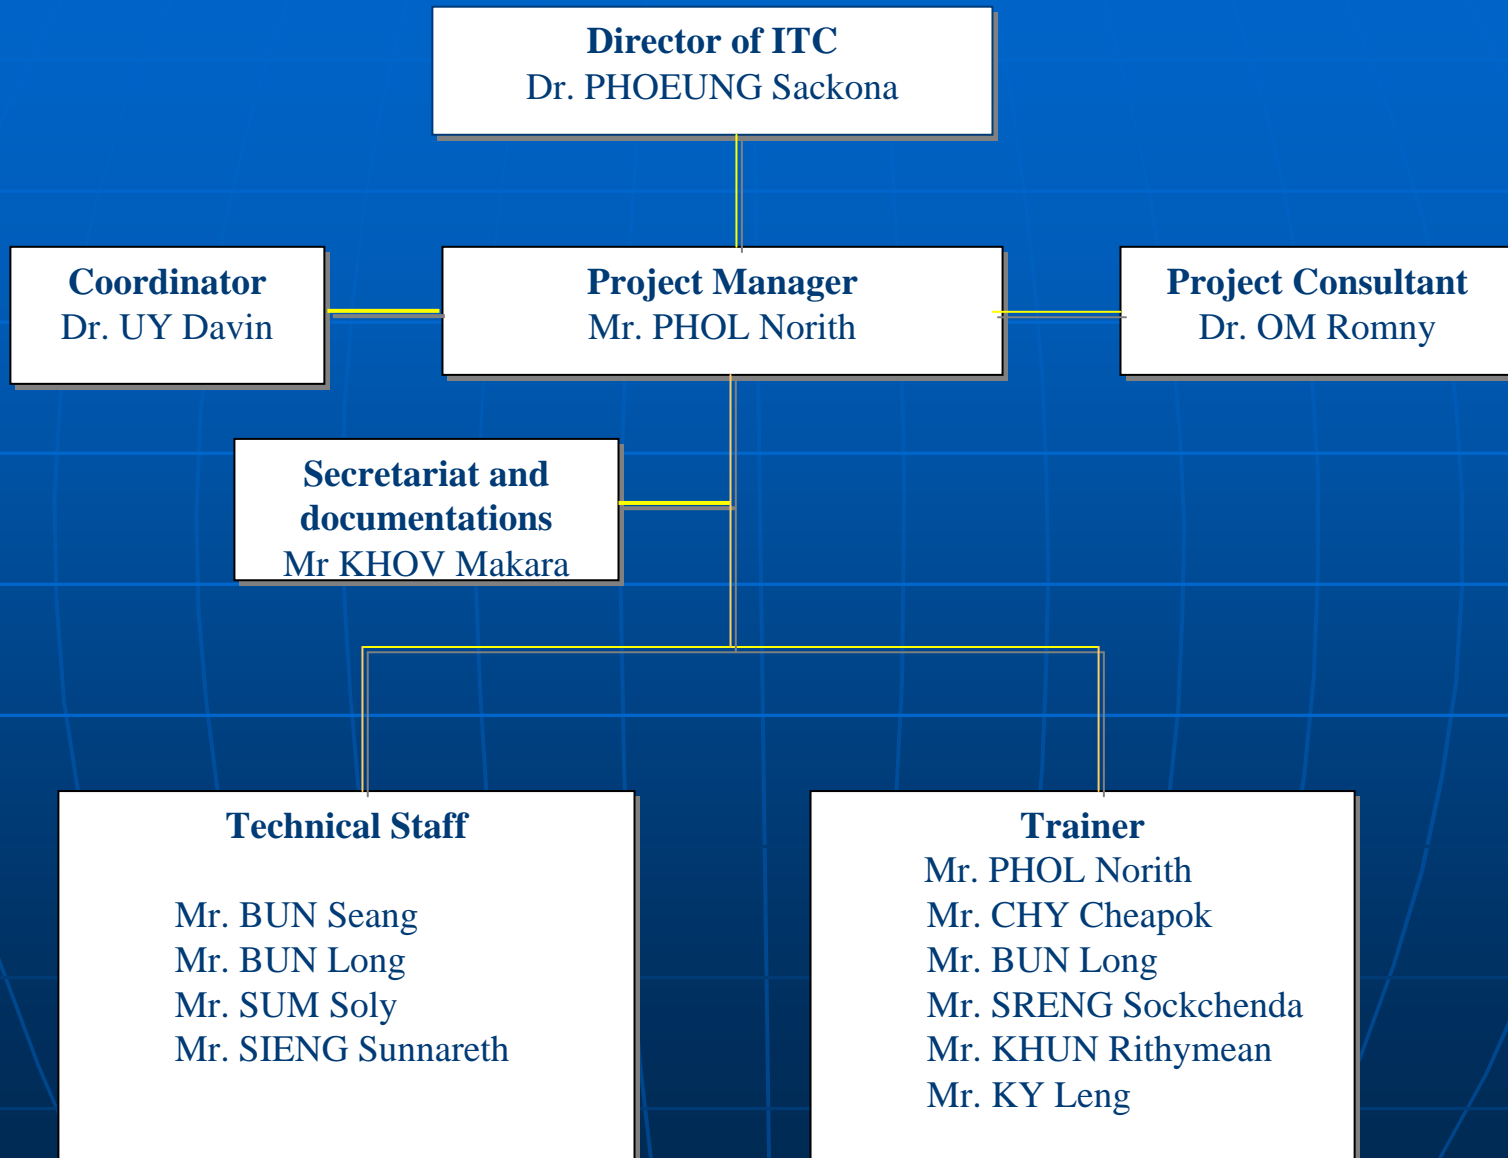 Director of ITC
Dr. PHOEUNG Sackona
Coordinator
Dr. UY Davin
Project Manager
Mr. PHOL Norith
Project Consultant
Dr. OM Romny
Secretariat and
documentations
Mr KHOV Makara
Technical Staff
Mr. BUN Seang
Mr. BUN Long
Mr. SUM Soly
Mr. SIENG Sunnareth
Trainer
Mr. PHOL Norith
Mr. CHY Cheapok
Mr. BUN Long
Mr. SRENG Sockchenda
Mr. KHUN Rithymean
Mr. KY Leng